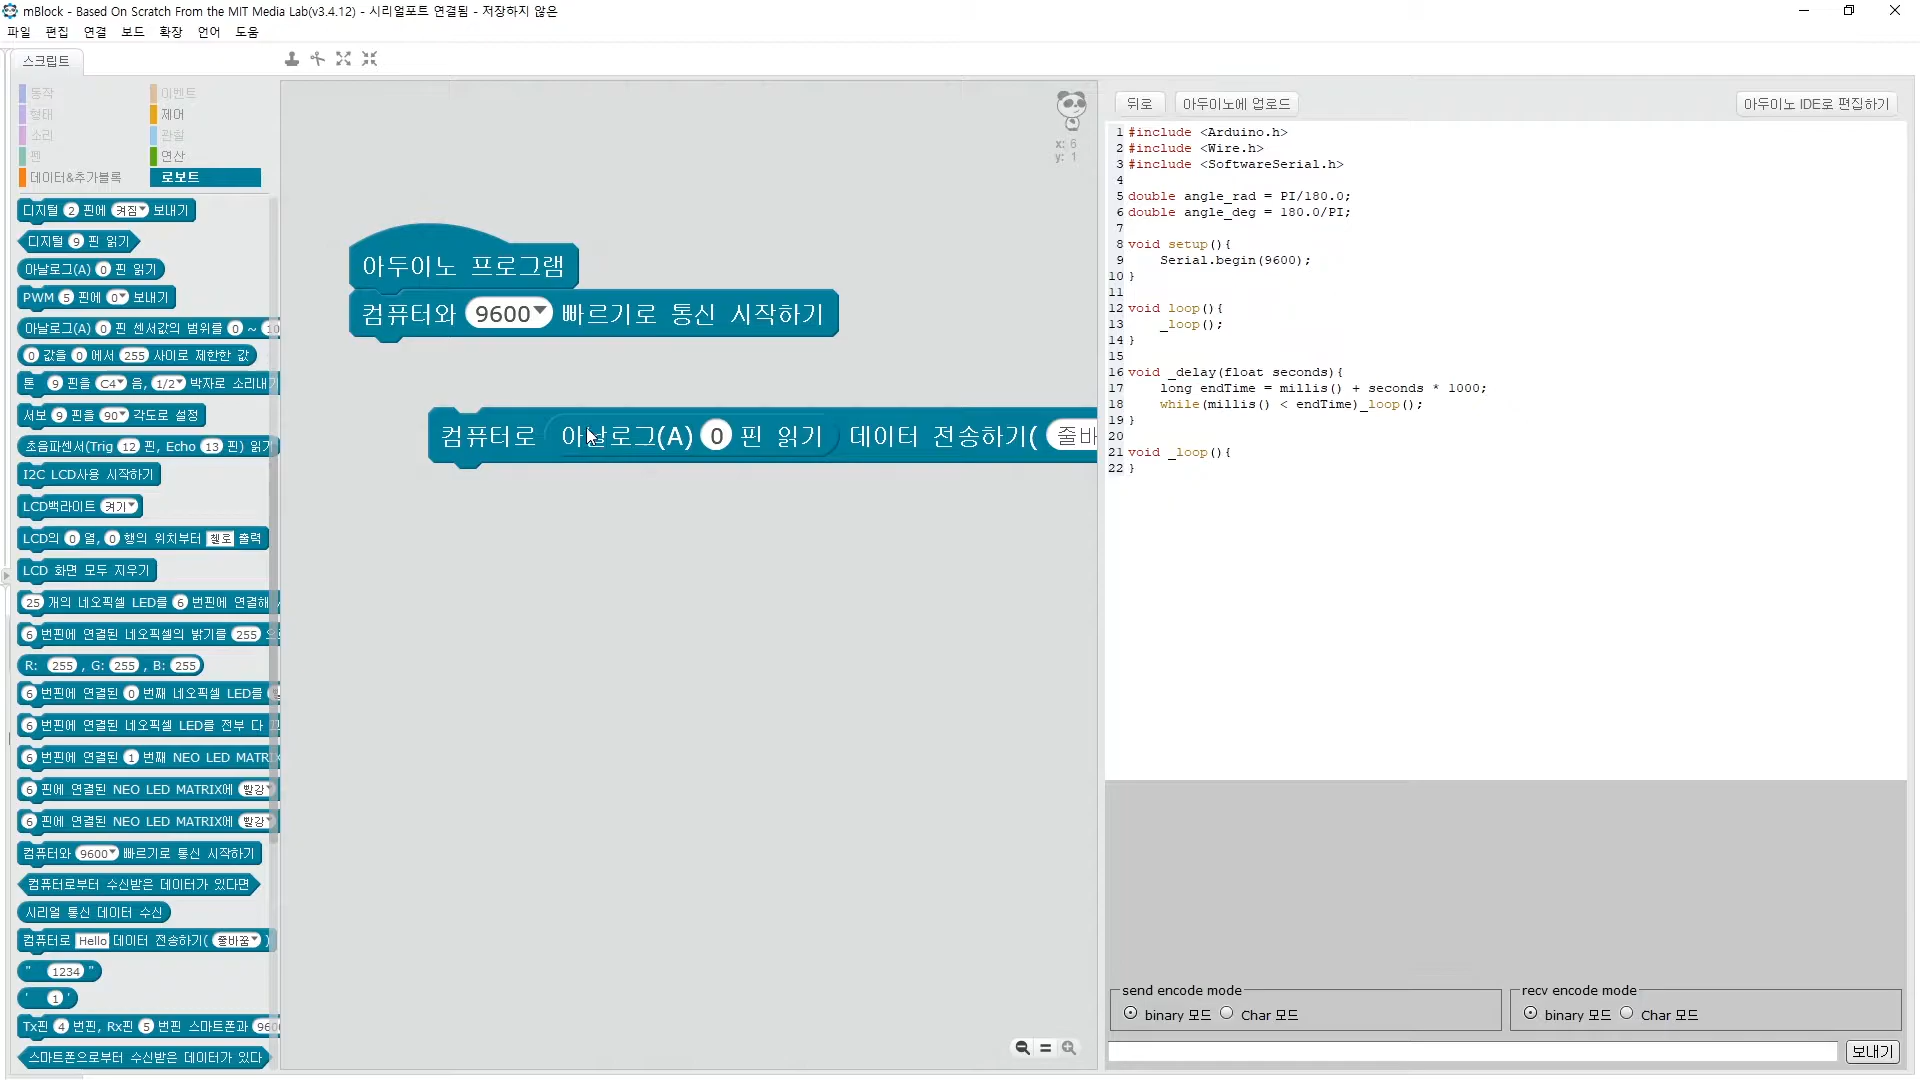 mBlock - Based On Scratch From the MIT Media Lab(v3.4.12) - 시리얼포트 연결됨 - 저장하지 않은
파일 편집 연결 보드 확장 언어 도움
스크립트
동작 이벤트
형태 제어
소리 관찰
펜 연산
데이터&추가블록 로보트
디지털 2 핀에 켜짐 보내기
디지털 9 핀 읽기
아날로그(A) 0 핀 읽기
PWM 5 핀에 0 보내기
아날로그(A) 0 핀 센서값의 범위를 0 ~ 10
0 값을 0 에서 255 사이로 제한한 값
톤 9 핀을 C4 음, 1/2 박자로 소리내기
서보 9 핀을 90 각도로 설정
초음파센서(Trig 12 핀, Echo 13 핀) 읽기
I2C LCD사용 시작하기
LCD백라이트 켜기
LCD의 0 열, 0 행의 위치부터 헬로 출력
LCD 화면 모두 지우기
25 개의 네오픽셀 LED를 6 번핀에 연결해
6 번핀에 연결된 네오픽셀의 밝기를 255 으
R: 255 , G: 255 , B: 255
6 번핀에 연결된 0 번째 네오픽셀 LED를
6 번핀에 연결된 네오픽셀 LED를 전부 다
6 번핀에 연결된 1 번째 NEO LED MATRI
6 핀에 연결된 NEO LED MATRIX에 빨강
6 핀에 연결된 NEO LED MATRIX에 빨강
컴퓨터와 9600 빠르기로 통신 시작하기
컴퓨터로부터 수신받은 데이터가 있다면
시리얼 통신 데이터 수신
컴퓨터로 Hello 데이터 전송하기( 줄바꿈 )
" 1234 "
' 1 '
Tx핀 4 번핀, Rx핀 5 번핀 스마트폰과 960
스마트폰으로부터 수신받은 데이터가 있다
x: 6
y: 1
아두이노 프로그램
컴퓨터와 9600 빠르기로 통신 시작하기
컴퓨터로 아날로그(A) 0 핀 읽기 데이터 전송하기( 줄바
뒤로 아두이노에 업로드 아두이노 IDE로 편집하기
1 #include <Arduino.h>
2 #include <Wire.h>
3 #include <SoftwareSerial.h>
4
5 double angle_rad = PI/180.0;
6 double angle_deg = 180.0/PI;
7
8 void setup(){
9 Serial.begin(9600);
10 }
11
12 void loop(){
13 _loop();
14 }
15
16 void _delay(float seconds){
17 long endTime = millis() + seconds * 1000;
18 while(millis() < endTime)_loop();
19 }
20
21 void _loop(){
22 }
send encode mode
binary 모드 Char 모드
recv encode mode
binary 모드 Char 모드
보내기